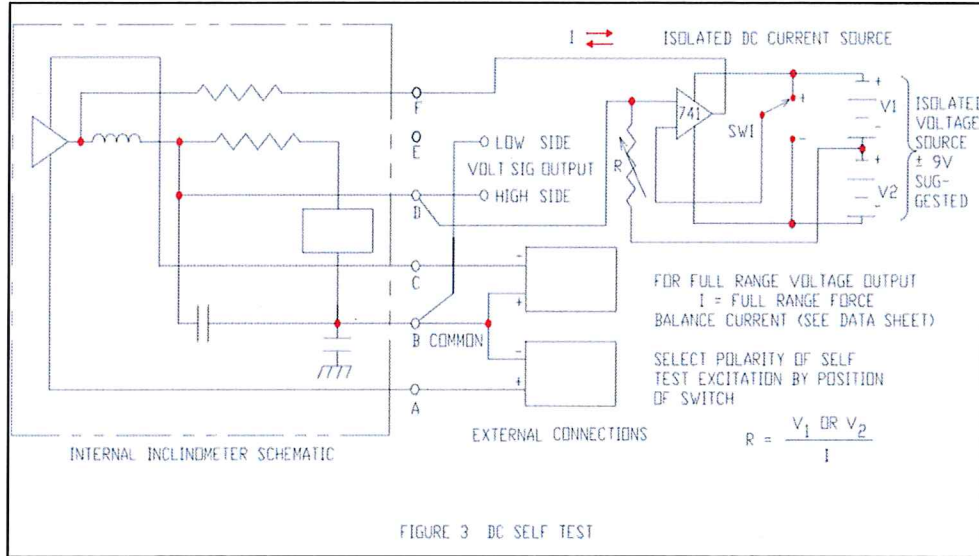 I
ISOLATED DC CURRENT SOURCE
F
E
LOW SIDE
VOLT SIG OUTPUT
HIGH SIDE
D
741
SW1
+
-
R
+
V1
-
+
V2
-
ISOLATED
VOLTAGE
SOURCE
± 9V
SUG-
GESTED
C
-
+
B COMMON
-
+
A
FOR FULL RANGE VOLTAGE OUTPUT
I = FULL RANGE FORCE
BALANCE CURRENT (SEE DATA SHEET)
SELECT POLARITY OF SELF
TEST EXCITATION BY POSITION
OF SWITCH
R = V1 OR V2
I
EXTERNAL CONNECTIONS
INTERNAL INCLINOMETER SCHEMATIC
FIGURE 3 DC SELF TEST